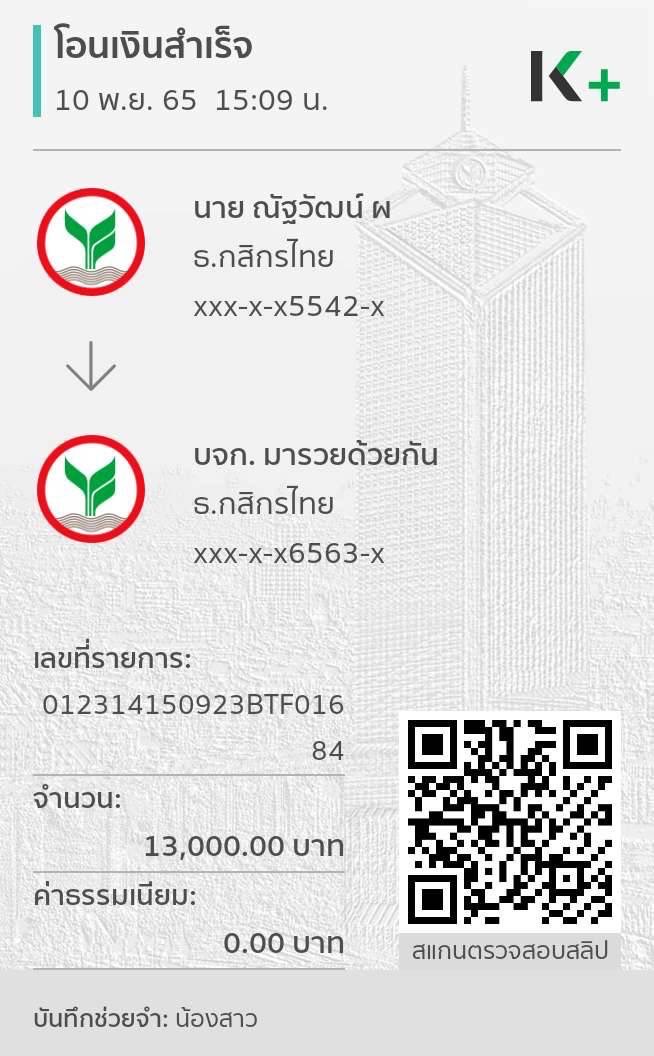 โอนเงินสำเร็จ
10 พ.ย. 65  15:09 น.
K+
นาย ณัฐวัฒน์ ผ
ธ.กสิกรไทย
xxx-x-x5542-x
บจก. มารวยด้วยกัน
ธ.กสิกรไทย
xxx-x-x6563-x
เลขที่รายการ:
012314150923BTF016
84
จำนวน:
13,000.00 บาท
ค่าธรรมเนียม:
0.00 บาท
สแกนตรวจสอบสลิป
บันทึกช่วยจำ: น้องสาว